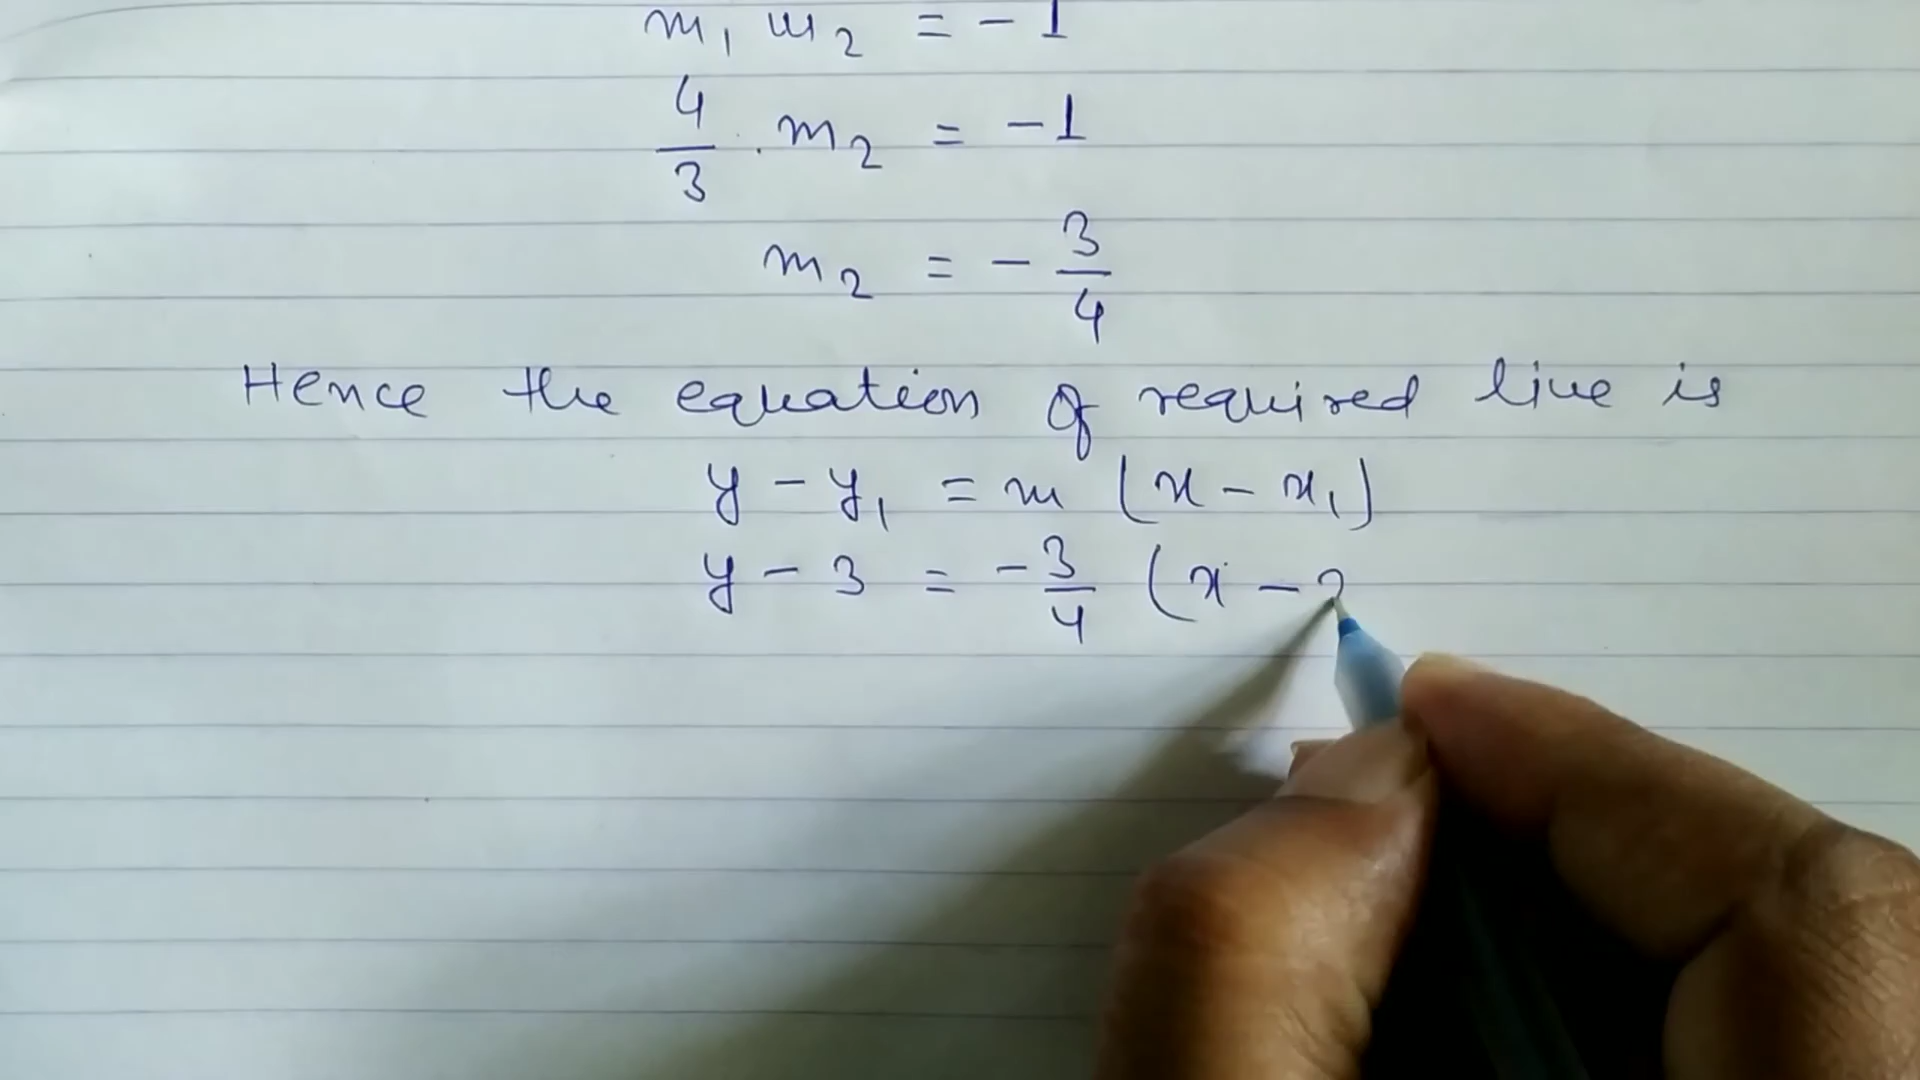 m₁ m₂ = - 1
4/3 . m₂ = - 1
m₂ = - 3/4
Hence the equation of required line is
y - y₁ = m (x - x₁)
y - 3 = - 3/4 (x -